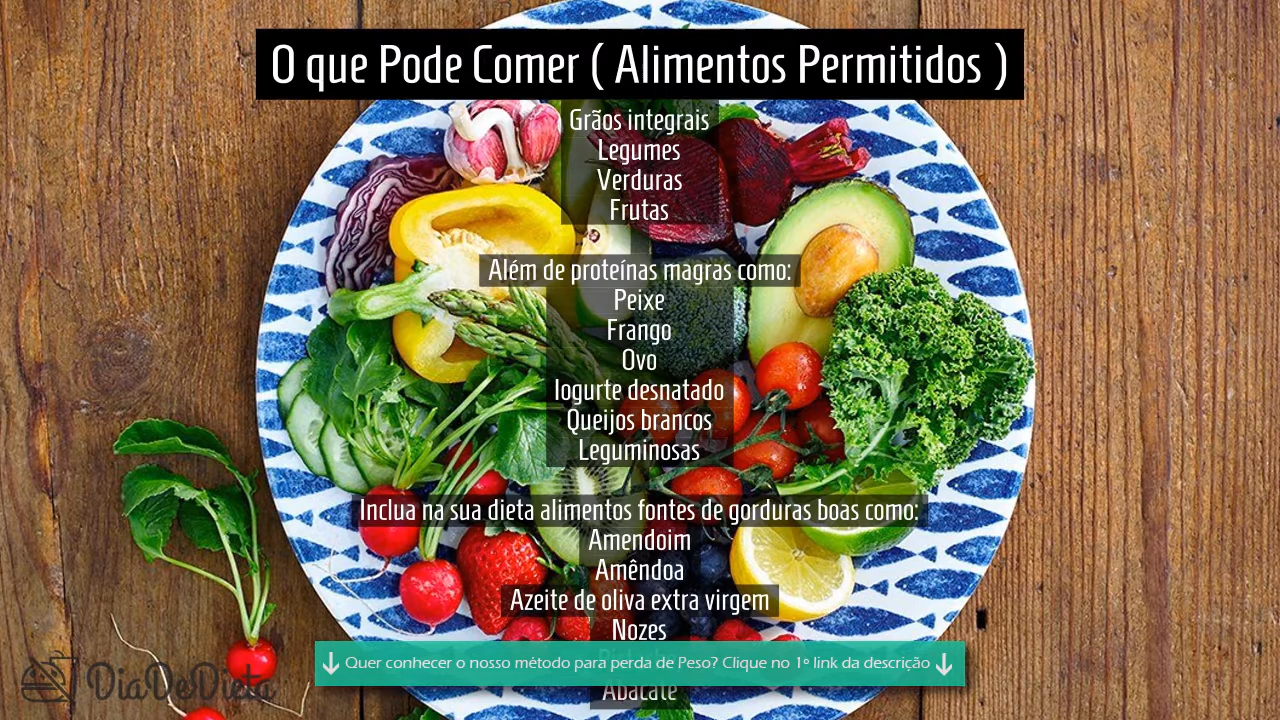 O que Pode Comer ( Alimentos Permitidos )
Grãos integrais
Legumes
Verduras
Frutas
Além de proteínas magras como:
Peixe
Frango
Ovo
Iogurte desnatado
Queijos brancos
Leguminosas
Inclua na sua dieta alimentos fontes de gorduras boas como:
Amendoim
Amêndoa
Azeite de oliva extra virgem
Nozes
↓ Quer conhecer o nosso método para perda de Peso? Clique no 1º link da descrição ↓
Abacate
DiaDeDieta